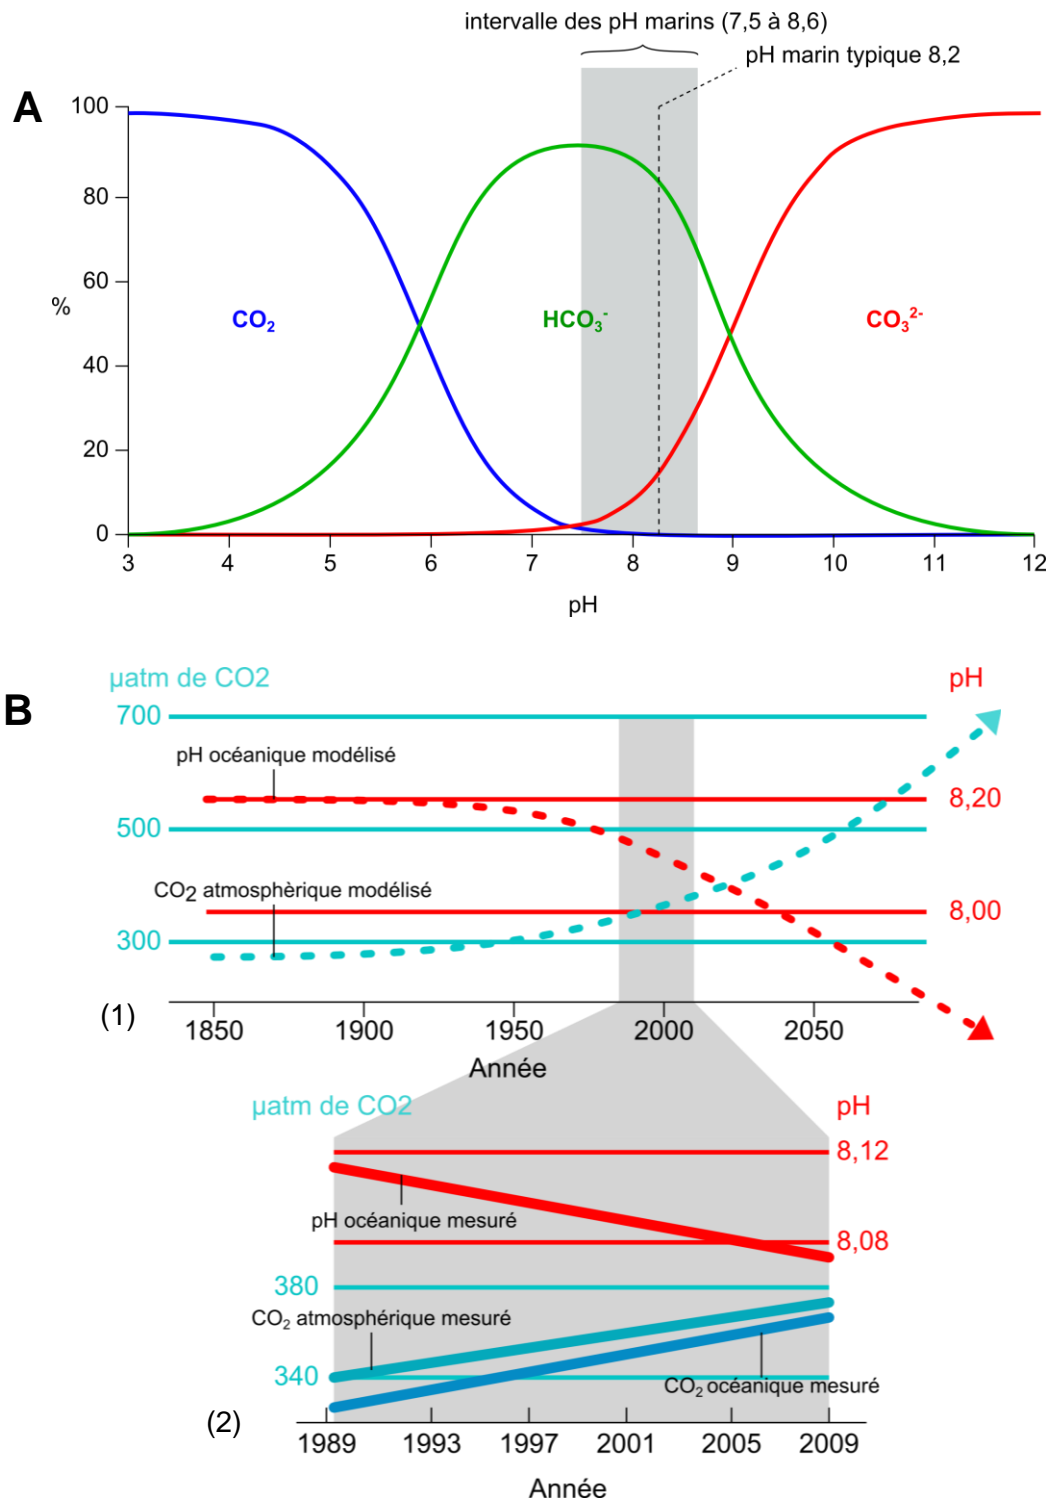 intervalle des pH marins (7,5 à 8,6)
pH marin typique 8,2
A
100
80
60
%
40
20
0
CO₂
HCO₃⁻
CO₃²⁻
3 4 5 6 7 8 9 10 11 12
pH
B
µatm de CO2
pH
700
pH océanique modélisé
8,20
500
CO₂ atmosphèrique modélisé
8,00
300
(1)
1850 1900 1950 2000 2050
Année
µatm de CO2
pH
8,12
pH océanique mesuré
8,08
380
CO₂ atmosphérique mesuré
340
CO₂ océanique mesuré
(2)
1989 1993 1997 2001 2005 2009
Année